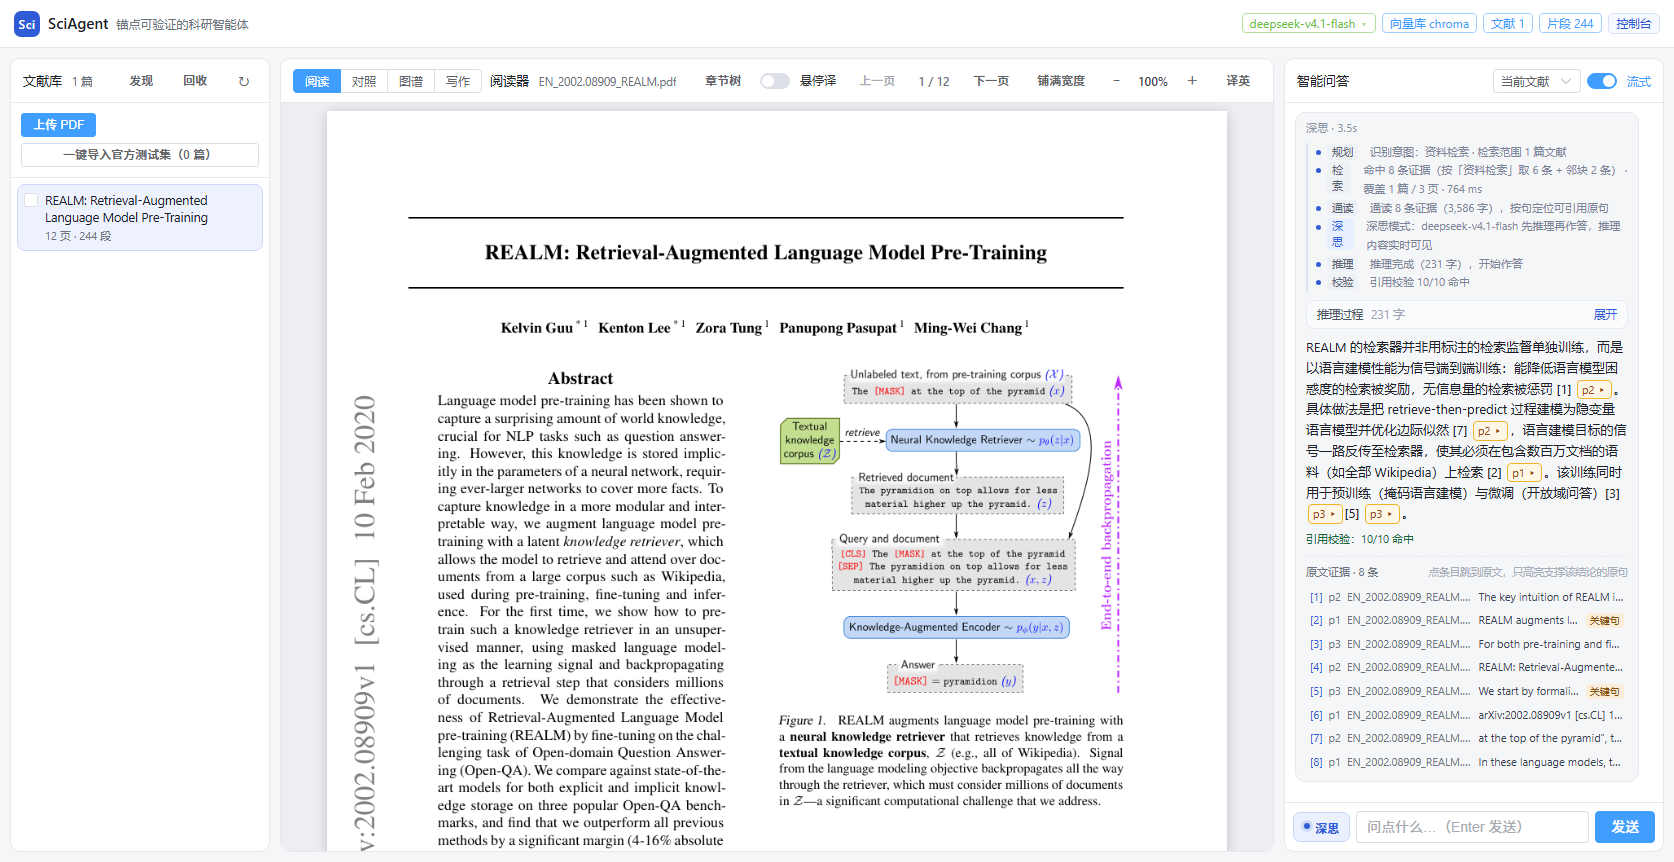 Sci SciAgent 锚点可验证的科研智能体
deepseek-v4.1-flash 向量库 chroma 文献 1 片段 244 控制台
文献库 1 篇 发现 回收
上传 PDF
一键导入官方测试集（0 篇）
REALM: Retrieval-Augmented
Language Model Pre-Training
12 页 · 244 段
阅读 对照 图谱 写作 阅读器 EN_2002.08909_REALM.pdf 章节树 悬停译 上一页 1 / 12 下一页 铺满宽度 − 100% + 译英
REALM: Retrieval-Augmented Language Model Pre-Training
Kelvin Guu * 1 Kenton Lee * 1 Zora Tung 1 Panupong Pasupat 1 Ming-Wei Chang 1
v:2002.08909v1 [cs.CL] 10 Feb 2020
Abstract
Language model pre-training has been shown to
capture a surprising amount of world knowledge,
crucial for NLP tasks such as question answer-
ing. However, this knowledge is stored implic-
itly in the parameters of a neural network, requir-
ing ever-larger networks to cover more facts. To
capture knowledge in a more modular and inter-
pretable way, we augment language model pre-
training with a latent knowledge retriever, which
allows the model to retrieve and attend over doc-
uments from a large corpus such as Wikipedia,
used during pre-training, fine-tuning and infer-
ence. For the first time, we show how to pre-
train such a knowledge retriever in an unsuper-
vised manner, using masked language model-
ing as the learning signal and backpropagating
through a retrieval step that considers millions
of documents. We demonstrate the effective-
ness of Retrieval-Augmented Language Model
pre-training (REALM) by fine-tuning on the chal-
lenging task of Open-domain Question Answer-
ing (Open-QA). We compare against state-of-the-
art models for both explicit and implicit knowl-
edge storage on three popular Open-QA bench-
marks, and find that we outperform all previous
methods by a significant margin (4-16% absolute
Unlabeled text, from pre-training corpus (𝒳)
The [MASK] at the top of the pyramid (x)
Textual
knowledge
corpus (𝒵)
retrieve
Neural Knowledge Retriever ∼ pθ(z|x)
Retrieved document
The pyramidion on top allows for less
material higher up the pyramid. (z)
Query and document
[CLS] The [MASK] at the top of the pyramid
[SEP] The pyramidion on top allows for less
material higher up the pyramid. (x, z)
Knowledge-Augmented Encoder ∼ pϕ(y|x, z)
Answer
[MASK] = pyramidion (y)
End-to-end backpropagation
Figure 1. REALM augments language model pre-training with
a neural knowledge retriever that retrieves knowledge from a
textual knowledge corpus, 𝒵 (e.g., all of Wikipedia). Signal
from the language modeling objective backpropagates all the way
through the retriever, which must consider millions of documents
in 𝒵—a significant computational challenge that we address.
智能问答 当前文献 流式
深思 · 3.5s
规划 识别意图：资料检索 · 检索范围 1 篇文献
检索 命中 8 条证据（按「资料检索」取 6 条 + 邻块 2 条） ·
覆盖 1 篇 / 3 页 · 764 ms
通读 通读 8 条证据（3,586 字），按句定位可引用原句
深思 深思模式：deepseek-v4.1-flash 先推理再作答，推理
内容实时可见
推理 推理完成（231 字），开始作答
校验 引用校验 10/10 命中
推理过程 231 字 展开
REALM 的检索器并非用标注的检索监督单独训练，而是
以语言建模性能为信号端到端训练：能降低语言模型困
惑度的检索被奖励，无信息量的检索被惩罚 [1] p2 。
具体做法是把 retrieve-then-predict 过程建模为隐变量
语言模型并优化边际似然 [7] p2 ，语言建模目标的信
号一路反传至检索器，使其必须在包含数百万文档的语
料（如全部 Wikipedia）上检索 [2] p1 。该训练同时
用于预训练（掩码语言建模）与微调（开放域问答）[3]
p3 [5] p3 。
引用校验：10/10 命中
原文证据 · 8 条 点条目跳到原文，只高亮支撑该结论的原句
[1] p2 EN_2002.08909_REALM.... The key intuition of REALM i...
[2] p1 EN_2002.08909_REALM.... REALM augments l... 关键句
[3] p3 EN_2002.08909_REALM.... For both pre-training and fi...
[4] p2 EN_2002.08909_REALM.... REALM: Retrieval-Augmente...
[5] p3 EN_2002.08909_REALM.... We start by formali... 关键句
[6] p1 EN_2002.08909_REALM.... arXiv:2002.08909v1 [cs.CL] 1...
[7] p2 EN_2002.08909_REALM.... at the top of the pyramid”, t...
[8] p1 EN_2002.08909_REALM.... In these language models, t...
深思 问点什么…（Enter 发送） 发送